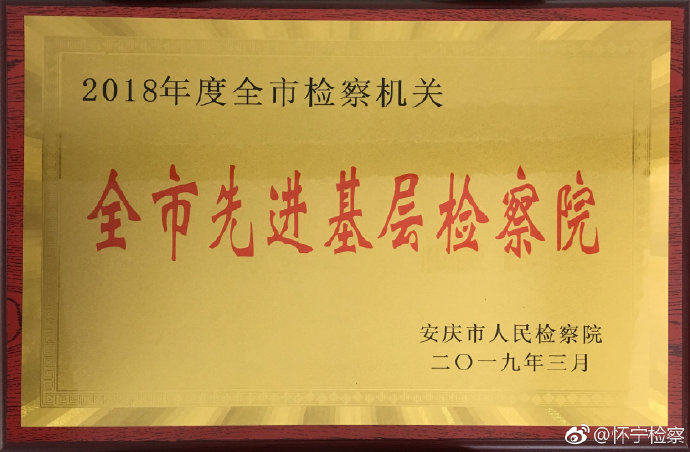 2018年度全市检察机关
全市先进基层检察院
安庆市人民检察院
二〇一九年三月
@怀宁检察